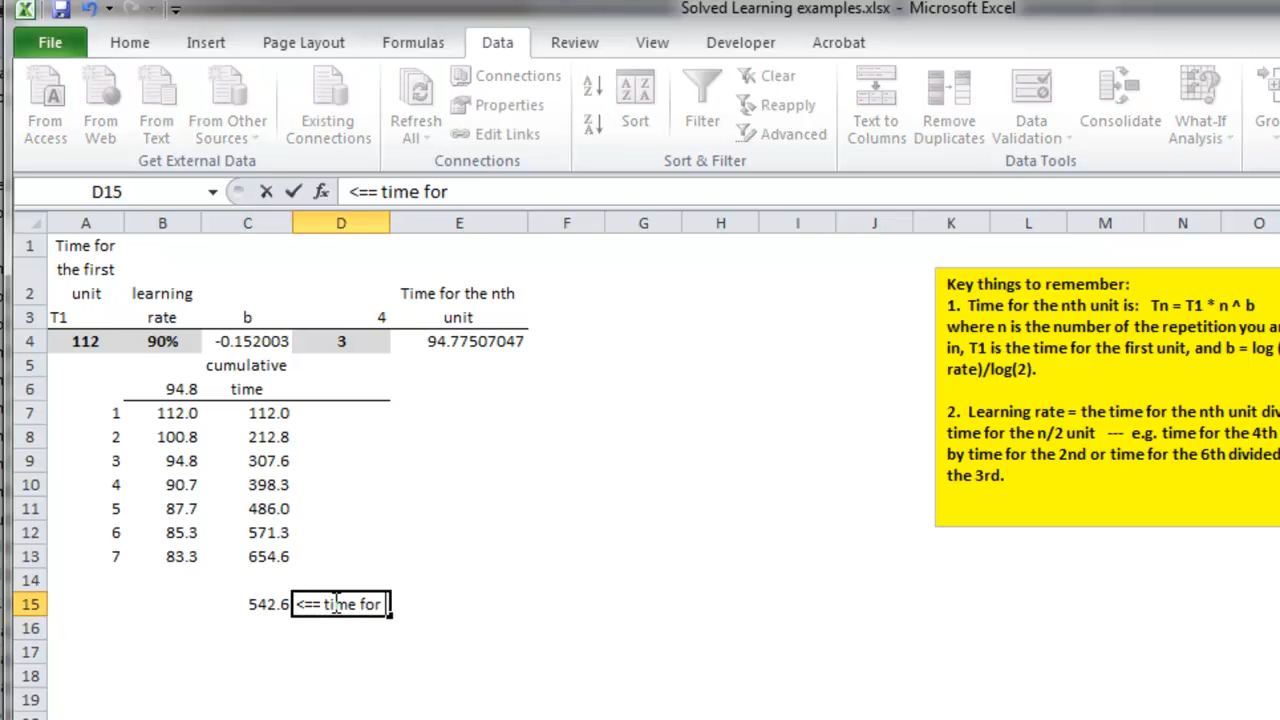 Solved Learning examples.xlsx - Microsoft Excel
File Home Insert Page Layout Formulas Data Review View Developer Acrobat
From Access From Web From Text From Other Sources Existing Connections Refresh All Connections Properties Edit Links Sort Filter Clear Reapply Advanced Text to Columns Remove Duplicates Data Validation Consolidate What-If Analysis
Get External Data Connections Sort & Filter Data Tools
D15 fx <== time for
A B C D E F G H I J K L M N O
1 Time for
the first
2 unit learning Time for the nth
3 T1 rate b 4 unit
4 112 90% -0.152003 3 94.77507047
5 cumulative
6 94.8 time
7 1 112.0 112.0
8 2 100.8 212.8
9 3 94.8 307.6
10 4 90.7 398.3
11 5 87.7 486.0
12 6 85.3 571.3
13 7 83.3 654.6
14
15 542.6 <== time for
16
17
18
19
Key things to remember:
1. Time for the nth unit is: Tn = T1 * n ^ b
where n is the number of the repetition you
in, T1 is the time for the first unit, and b = log (
rate)/log(2).
2. Learning rate = the time for the nth unit
time for the n/2 unit --- e.g. time for the 4th
by time for the 2nd or time for the 6th divided
the 3rd.